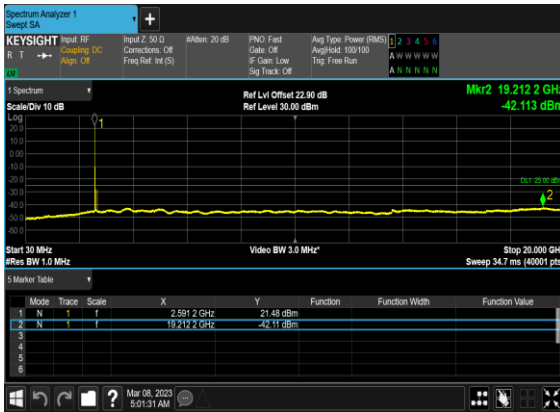 Spectrum Analyzer 1
Swept SA
KEYSIGHT Input: RF Input Z: 50 Ω #Atten: 20 dB PNO: Fast Avg Type: Power (RMS) 1 2 3 4 5 6
R T Coupling: DC Corrections: Off Gate: Off Avg|Hold: 100/100 A W W W W W
Align: Off Freq Ref: Int (S) IF Gain: Low Trig: Free Run
Sig Track: Off A N N N N N
LW
1 Spectrum Ref Lvl Offset 22.90 dB Mkr2 19.212 2 GHz
Scale/Div 10 dB Ref Level 30.00 dBm -42.113 dBm
Log
1
20.0
10.0
0.00
-10.0
-20.0
DL1 -25.00 dBm
-30.0
2
-40.0
-50.0
-60.0
Start 30 MHz Video BW 3.0 MHz* Stop 20.000 GHz
#Res BW 1.0 MHz Sweep 34.7 ms (40001 pts)
5 Marker Table
Mode Trace Scale X Y Function Function Width Function Value
1 N 1 f 2.591 2 GHz 21.48 dBm
2 N 1 f 19.212 2 GHz -42.11 dBm
3
4
5
6
? Mar 08, 2023
5:01:31 AM